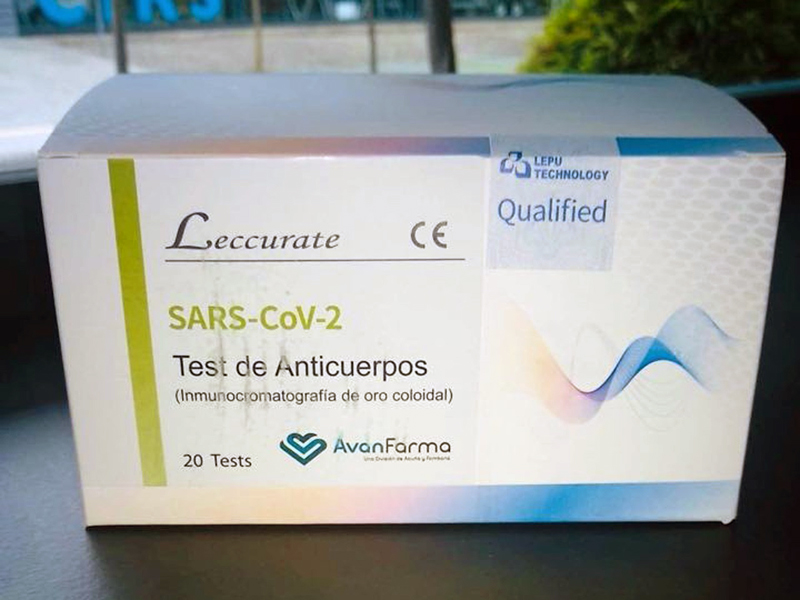 LEPU
TECHNOLOGY
Qualified
Leccurate CE
SARS-CoV-2
Test de Anticuerpos
(Inmunocromatografía de oro coloidal)
20 Tests
AvanFarma